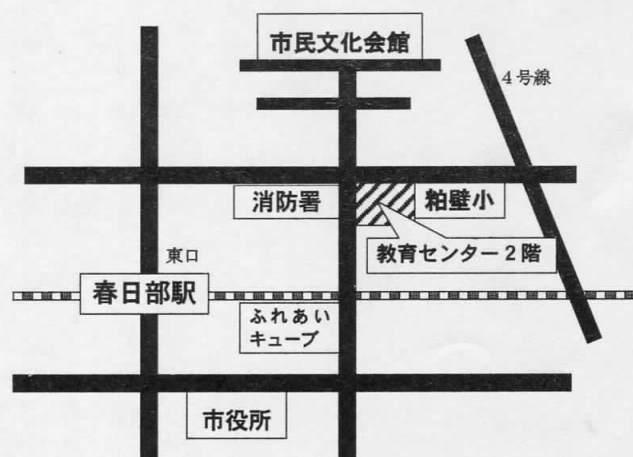 市民文化会館
4号線
消防署
粕壁小
教育センター2階
東口
春日部駅
ふれあい
キューブ
市役所